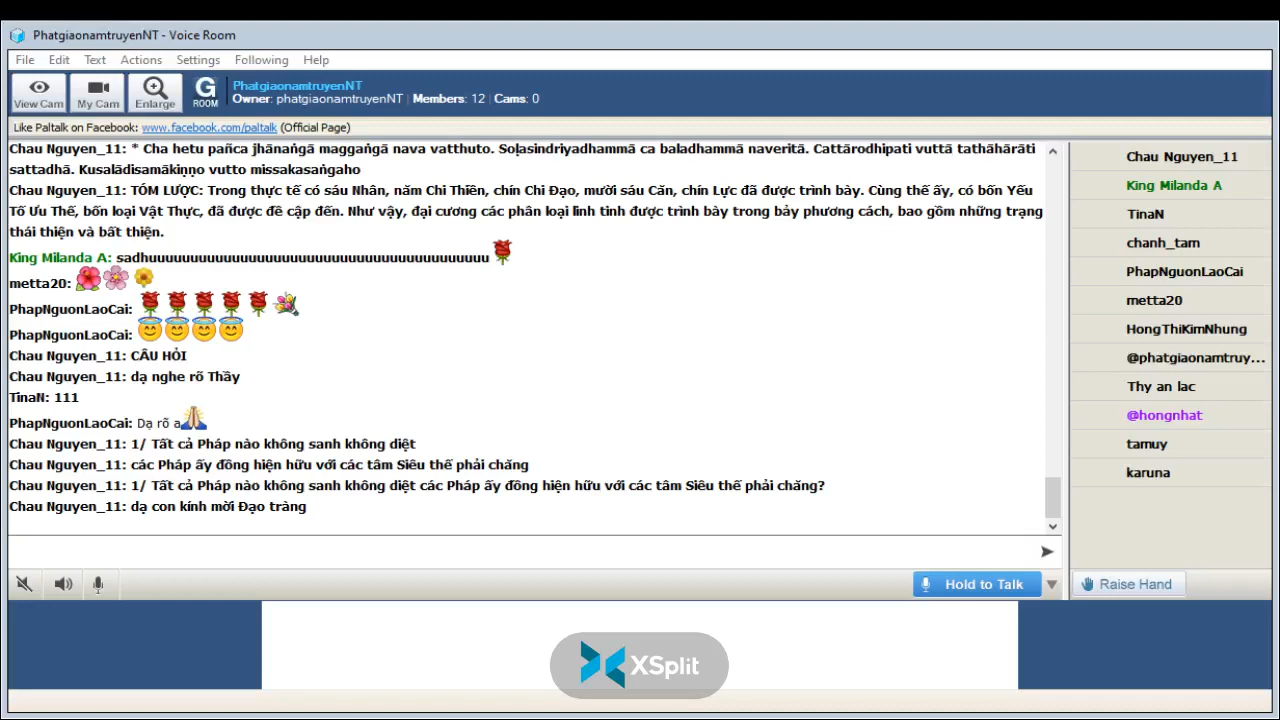 PhatgiaonamtruyenNT - Voice Room
File Edit Text Actions Settings Following Help
View Cam My Cam Enlarge G ROOM
PhatgiaonamtruyenNT
Owner: phatgiaonamtruyenNT | Members: 12 | Cams: 0
Like Paltalk on Facebook: www.facebook.com/paltalk (Official Page)
Chau Nguyen_11: * Cha hetu pañca jhānaṅgā maggaṅgā nava vatthuto. Soḷasindriyadhammā ca baladhammā naveritā. Cattārodhipati vuttā tathāhārāti
sattadhā. Kusalādisamākiṇṇo vutto missakasaṅgaho
Chau Nguyen_11: TÓM LƯỢC: Trong thực tế có sáu Nhân, năm Chi Thiền, chín Chi Đạo, mười sáu Căn, chín Lực đã được trình bày. Cùng thế ấy, có bốn Yếu
Tố Ưu Thế, bốn loại Vật Thực, đã được đề cập đến. Như vậy, đại cương các phân loại linh tinh được trình bày trong bảy phương cách, bao gồm những trạng
thái thiện và bất thiện.
King Milanda A: sadhuuuuuuuuuuuuuuuuuuuuuuuuuuuuuuuuuuuuuuuuu
metta20:
PhapNguonLaoCai:
PhapNguonLaoCai:
Chau Nguyen_11: CÂU HỎI
Chau Nguyen_11: dạ nghe rõ Thầy
TinaN: 111
PhapNguonLaoCai: Dạ rõ a
Chau Nguyen_11: 1/ Tất cả Pháp nào không sanh không diệt
Chau Nguyen_11: các Pháp ấy đồng hiện hữu với các tâm Siêu thế phải chăng
Chau Nguyen_11: 1/ Tất cả Pháp nào không sanh không diệt các Pháp ấy đồng hiện hữu với các tâm Siêu thế phải chăng?
Chau Nguyen_11: dạ con kính mời Đạo tràng
Chau Nguyen_11
King Milanda A
TinaN
chanh_tam
PhapNguonLaoCai
metta20
HongThiKimNhung
@phatgiaonamtruy...
Thy an lac
@hongnhat
tamuy
karuna
Hold to Talk
Raise Hand
XSplit